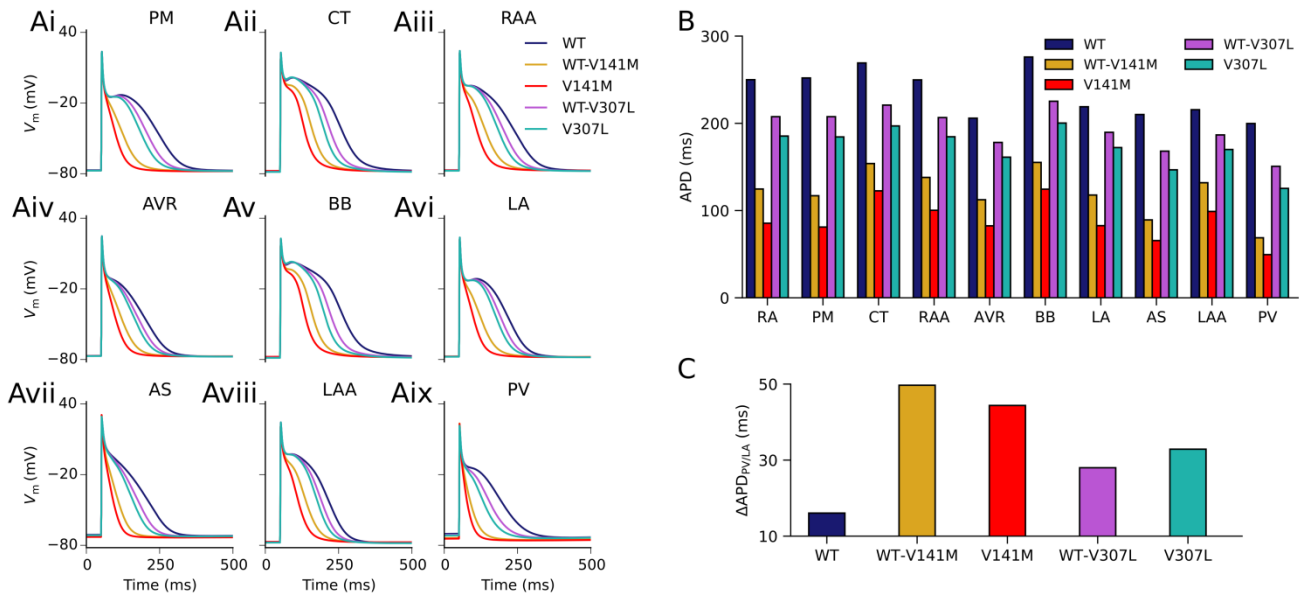 Ai PM
Aii CT
Aiii RAA
40
−20
−80
Vm (mV)
WT
WT-V141M
V141M
WT-V307L
V307L
Aiv AVR
Av BB
Avi LA
40
−20
−80
Vm (mV)
Avii AS
Aviii LAA
Aix PV
40
−20
−80
Vm (mV)
0 250 500
0 250 500
0 250 500
Time (ms)
Time (ms)
Time (ms)
B
300
200
100
0
APD (ms)
WT
WT-V141M
V141M
WT-V307L
V307L
RA PM CT RAA AVR BB LA AS LAA PV
C
50
30
10
ΔAPDPV/LA (ms)
WT WT-V141M V141M WT-V307L V307L